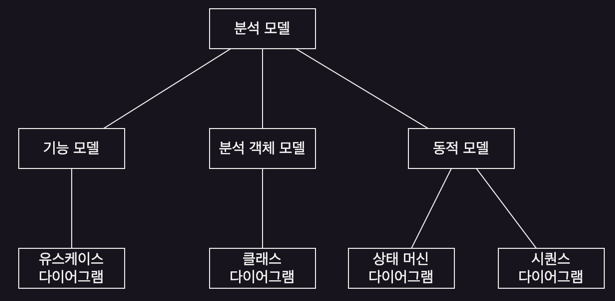 분석 모델
기능 모델
분석 객체 모델
동적 모델
유스케이스
다이어그램
클래스
다이어그램
상태 머신
다이어그램
시퀀스
다이어그램